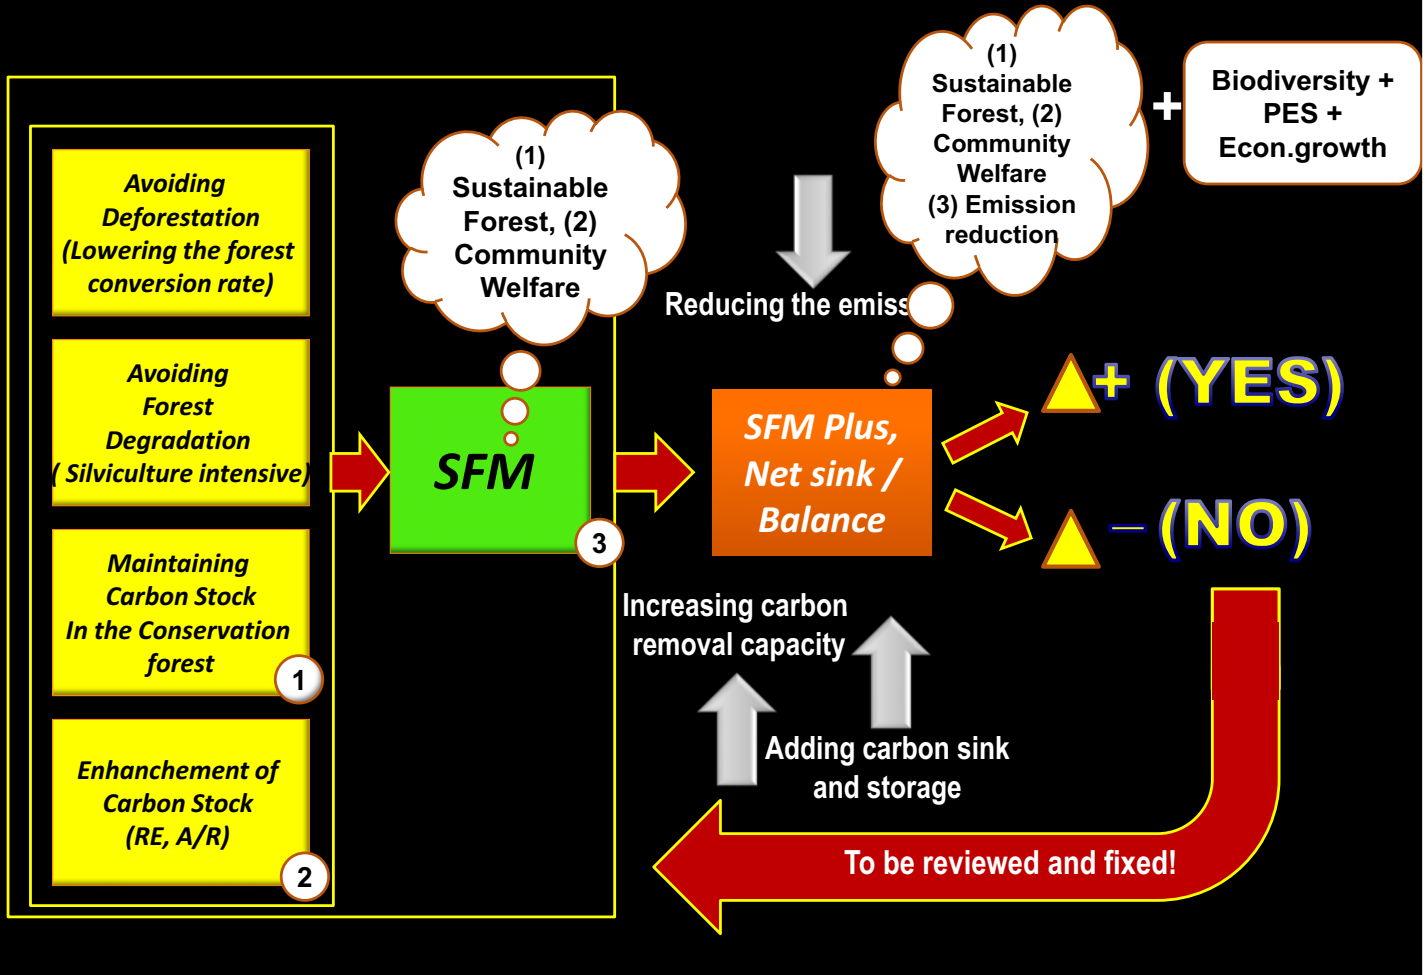 Avoiding
Deforestation
(Lowering the forest
conversion rate)
Avoiding
Forest
Degradation
( Silviculture intensive)
Maintaining
Carbon Stock
In the Conservation
forest
1
Enhanchement of
Carbon Stock
(RE, A/R)
2
(1)
Sustainable
Forest, (2)
Community
Welfare
SFM
3
Reducing the emiss
(1)
Sustainable
Forest, (2)
Community
Welfare
(3) Emission
reduction
+
Biodiversity +
PES +
Econ.growth
SFM Plus,
Net sink /
Balance
+ (YES)
– (NO)
Increasing carbon
removal capacity
Adding carbon sink
and storage
To be reviewed and fixed!